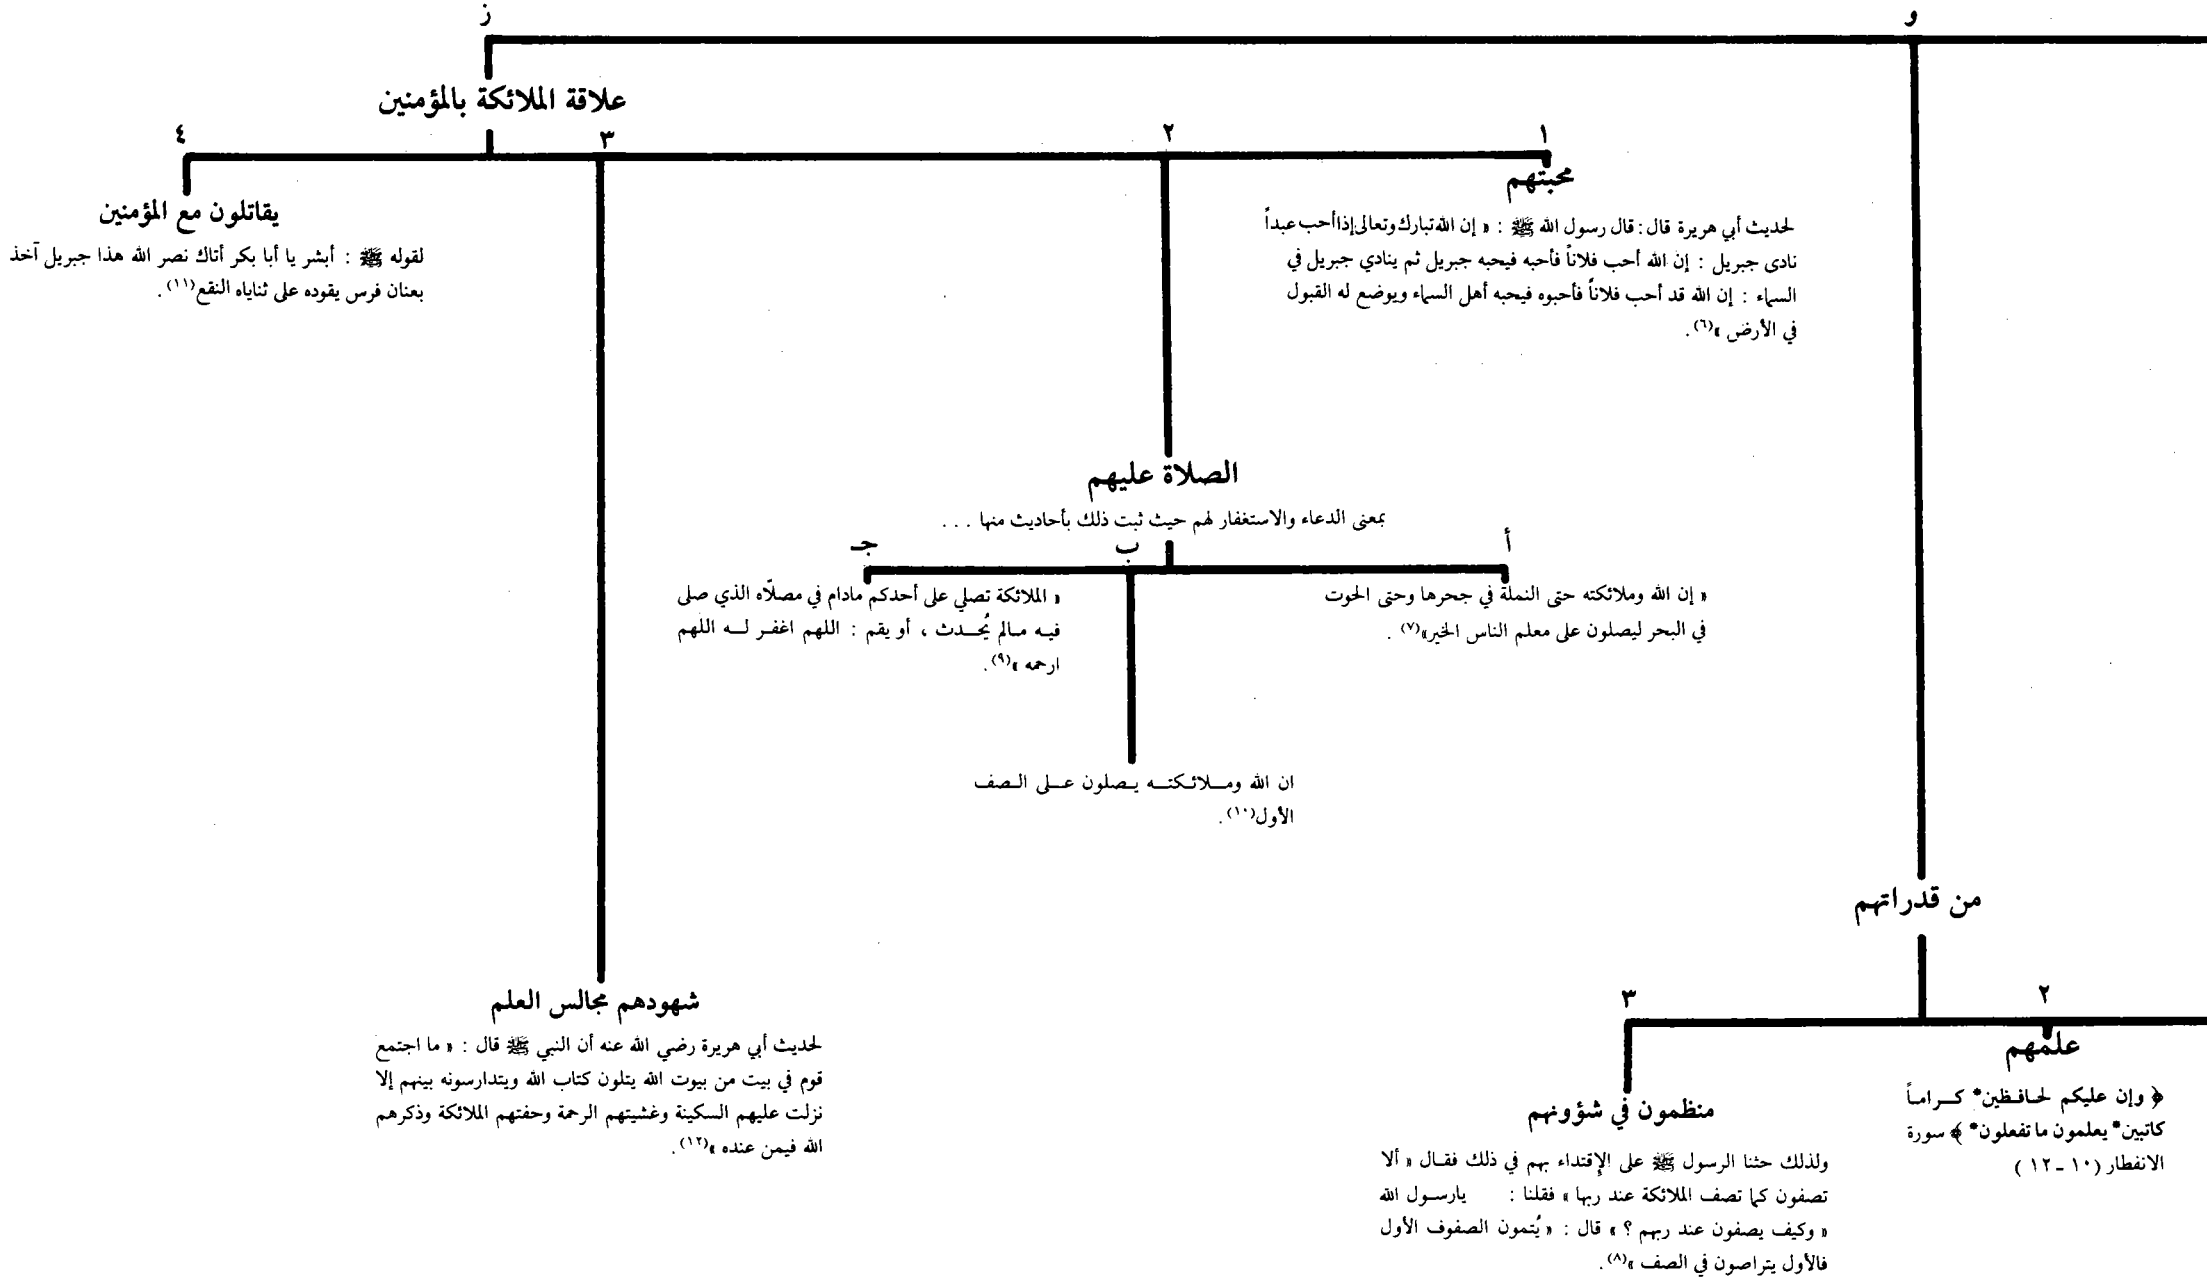 و
من قدراتهم
٢
علمهم
﴿ وإن عليكم لحافظين* كراماً
كاتبين* يعلمون ما تفعلون* ﴾ سورة
الانفطار (١٠ ـ ١٢ )
٣
منظمون في شؤونهم
ولذلك حثنا الرسول ﷺ على الإقتداء بهم في ذلك فقال « ألا
تصفون كما تصف الملائكة عند ربها » فقلنا : يارسول الله
« وكيف يصفون عند ربهم ؟ » قال : « يُتمون الصفوف الأول
فالأول يتراصون في الصف »(٨) .
ز
علاقة الملائكة بالمؤمنين
١
محبتهم
لحديث أبي هريرة قال : قال رسول الله ﷺ : « إن الله تبارك وتعالى إذا أحب عبداً
نادى جبريل : إن الله أحب فلاناً فأحبه فيحبه جبريل ثم ينادي جبريل في
السماء : إن الله قد أحب فلاناً فأحبوه فيحبه أهل السماء ويوضع له القبول
في الأرض »(٦) .
٢
الصلاة عليهم
بمعنى الدعاء والاستغفار لهم حيث ثبت ذلك بأحاديث منها . . .
أ
« إن الله وملائكته حتى النملة في جحرها وحتى الحوت
في البحر ليصلون على معلم الناس الخير»(٧) .
ب
ان الله وملائكته يصلون على الصف
الأول(١٠) .
جـ
« الملائكة تصلي على أحدكم مادام في مصلّاه الذي صلى
فيه مالم يُحدث ، أو يقم : اللهم اغفر له اللهم
ارحمه »(٩) .
٣
شهودهم مجالس العلم
لحديث أبي هريرة رضي الله عنه أن النبي ﷺ قال : « ما اجتمع
قوم في بيت من بيوت الله يتلون كتاب الله ويتدارسونه بينهم إلا
نزلت عليهم السكينة وغشيتهم الرحمة وحفتهم الملائكة وذكرهم
الله فيمن عنده »(١٢) .
٤
يقاتلون مع المؤمنين
لقوله ﷺ : أبشر يا أبا بكر أتاك نصر الله هذا جبريل آخذ
بعنان فرس يقوده على ثناياه النقع(١١) .